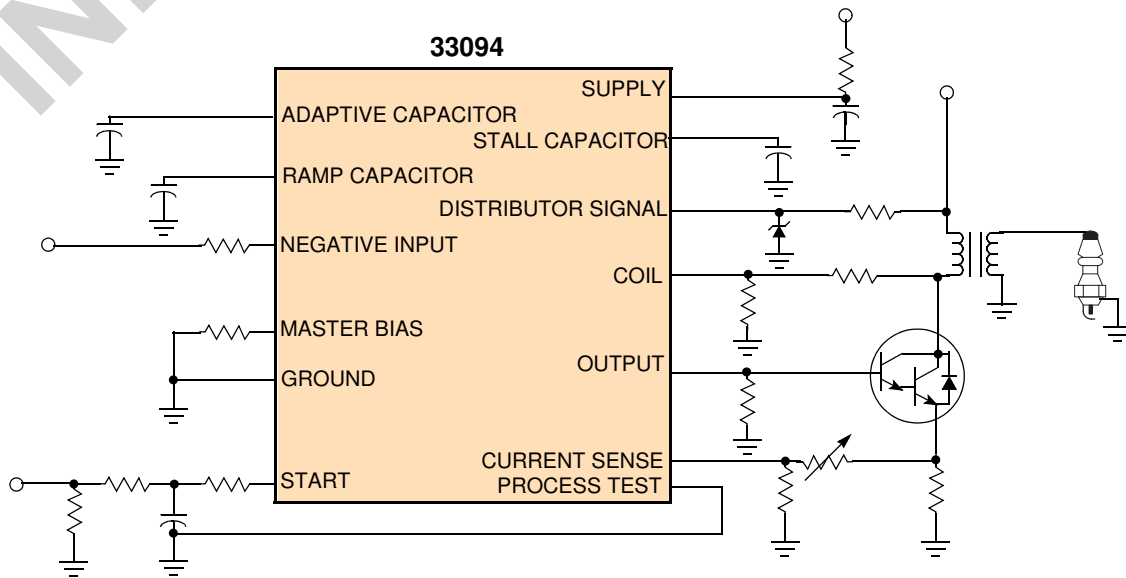 33094
ADAPTIVE CAPACITOR
RAMP CAPACITOR
NEGATIVE INPUT
MASTER BIAS
GROUND
START
SUPPLY
STALL CAPACITOR
DISTRIBUTOR SIGNAL
COIL
OUTPUT
CURRENT SENSE
PROCESS TEST